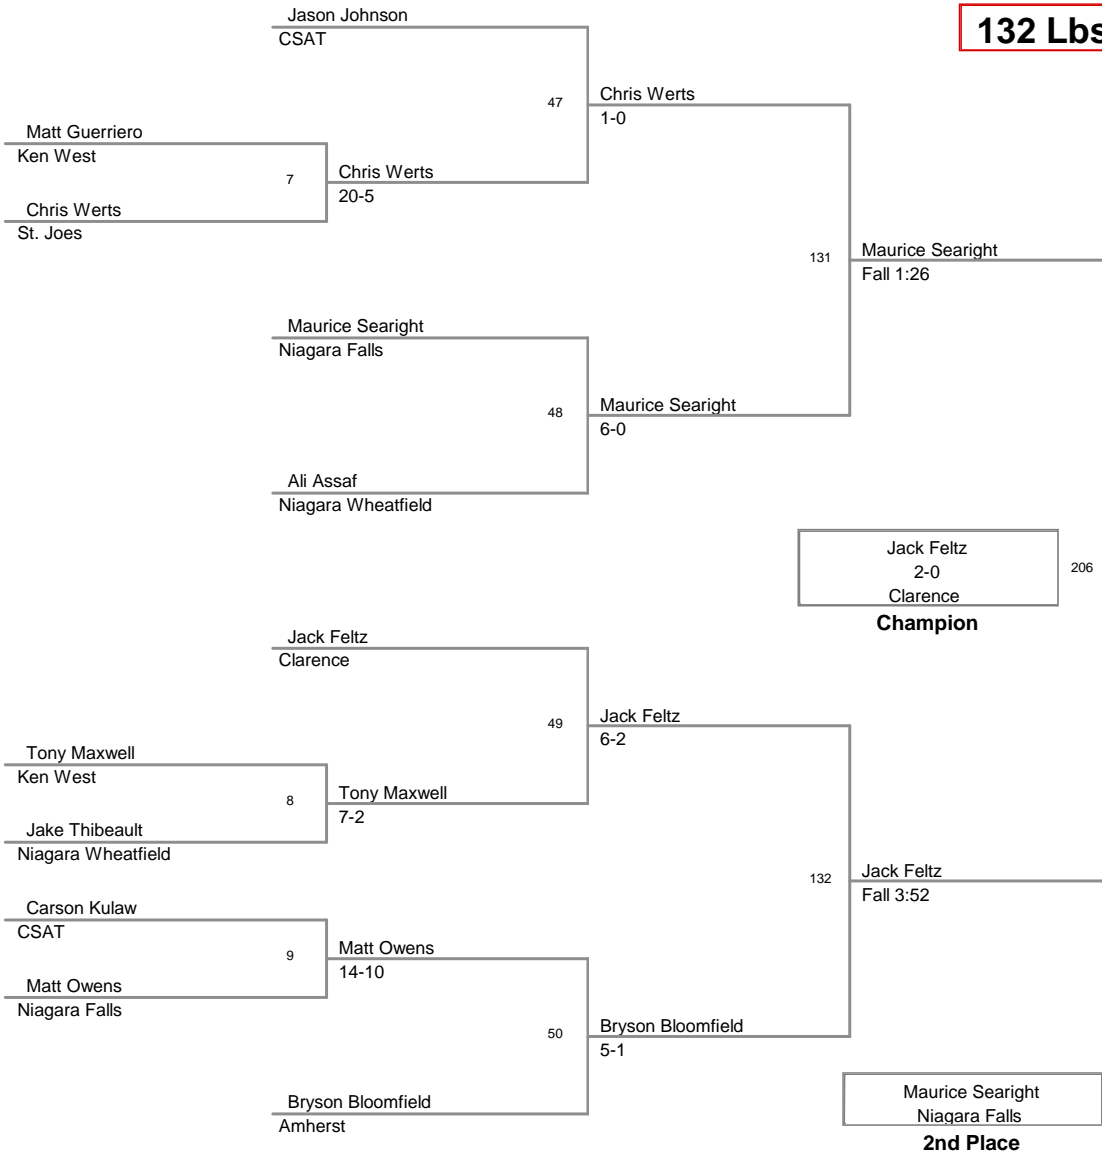 Jason Johnson
CSAT
132 Lbs
47
Chris Werts
1-0
Matt Guerriero
Ken West
7
Chris Werts
20-5
Chris Werts
St. Joes
131
Maurice Searight
Fall 1:26
Maurice Searight
Niagara Falls
48
Maurice Searight
6-0
Ali Assaf
Niagara Wheatfield
Jack Feltz
2-0
Clarence
206
Champion
Jack Feltz
Clarence
49
Jack Feltz
6-2
Tony Maxwell
Ken West
8
Tony Maxwell
7-2
Jake Thibeault
Niagara Wheatfield
132
Jack Feltz
Fall 3:52
Carson Kulaw
CSAT
9
Matt Owens
14-10
Matt Owens
Niagara Falls
50
Bryson Bloomfield
5-1
Bryson Bloomfield
Amherst
Maurice Searight
Niagara Falls
2nd Place